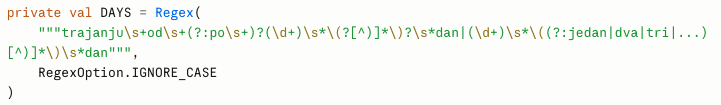 private val DAYS = Regex(
"""trajanju\s+od\s+(?:po\s+)?(\d+)\s*\(?[^)]*\)?\s*dan|(\d+)\s*\((?:jedan|dva|tri|...)
[^)]*\)\s*dan""",
RegexOption.IGNORE_CASE
)